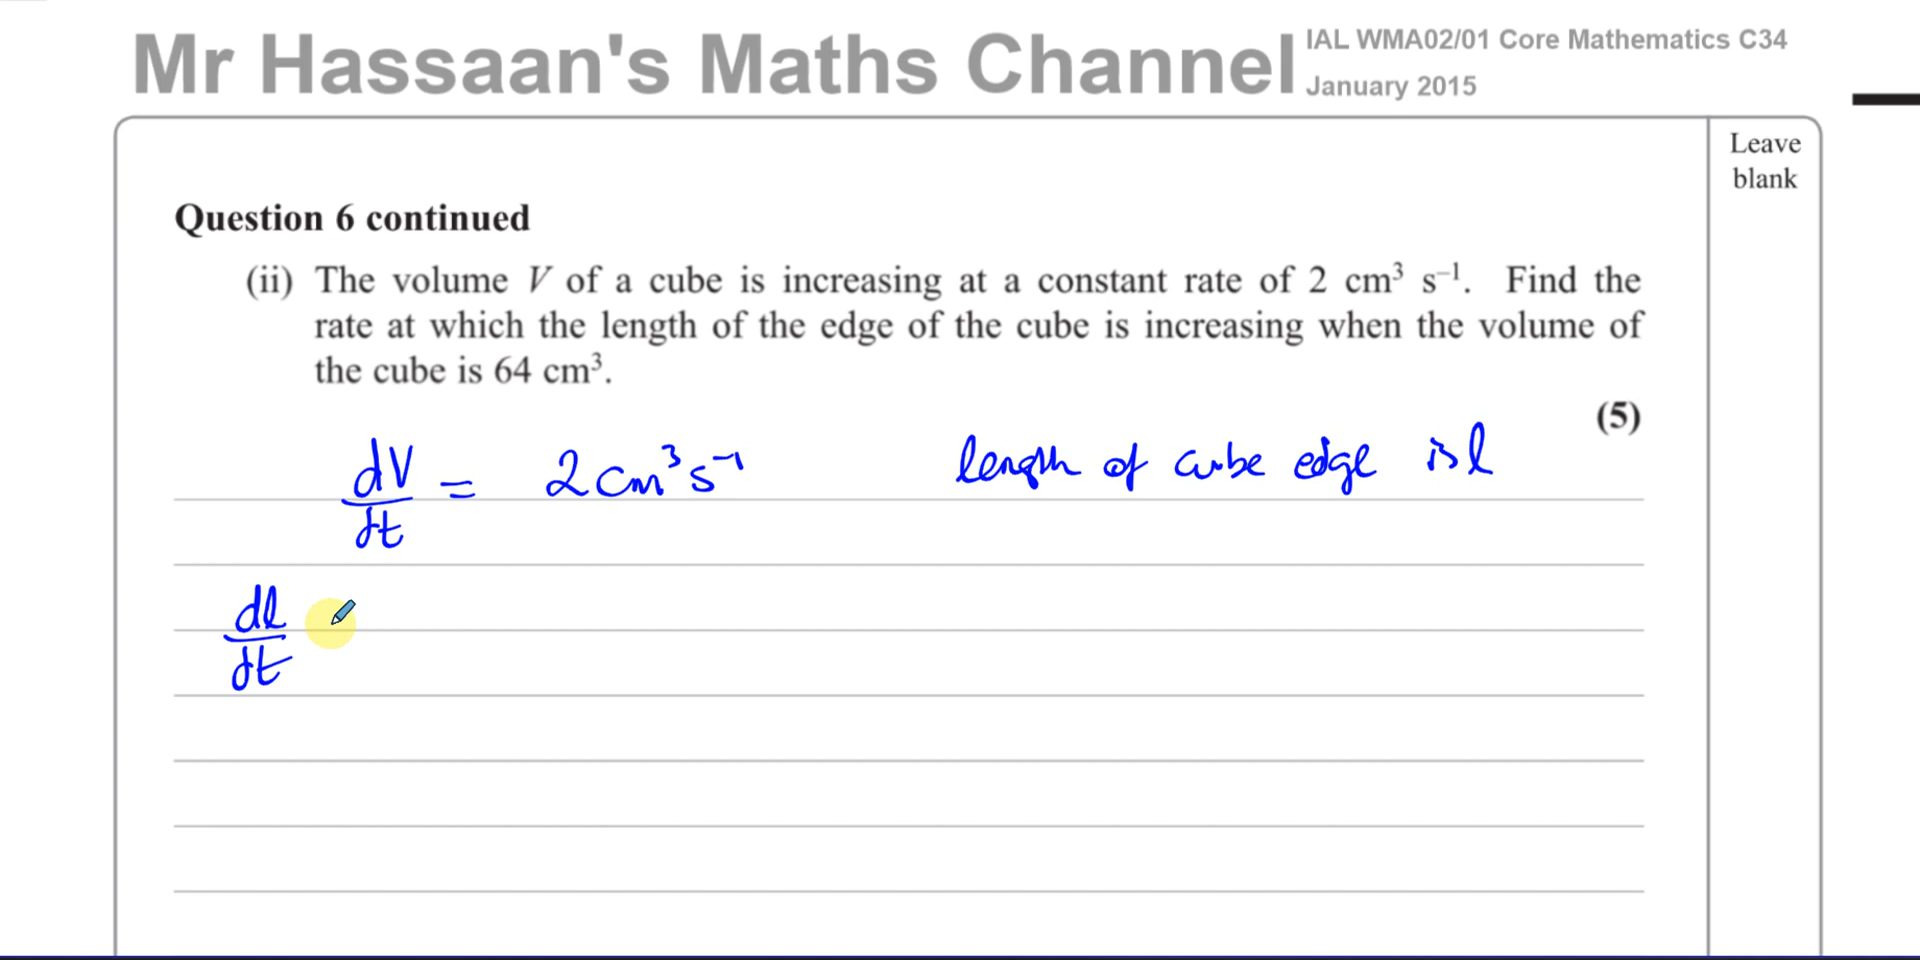 Mr Hassaan's Maths Channel
IAL WMA02/01 Core Mathematics C34
January 2015
Leave
blank
Question 6 continued
(ii) The volume V of a cube is increasing at a constant rate of 2 cm³ s⁻¹. Find the
rate at which the length of the edge of the cube is increasing when the volume of
the cube is 64 cm³.
(5)
dV/dt = 2cm³s⁻¹
length of cube edge is l
dl/dt